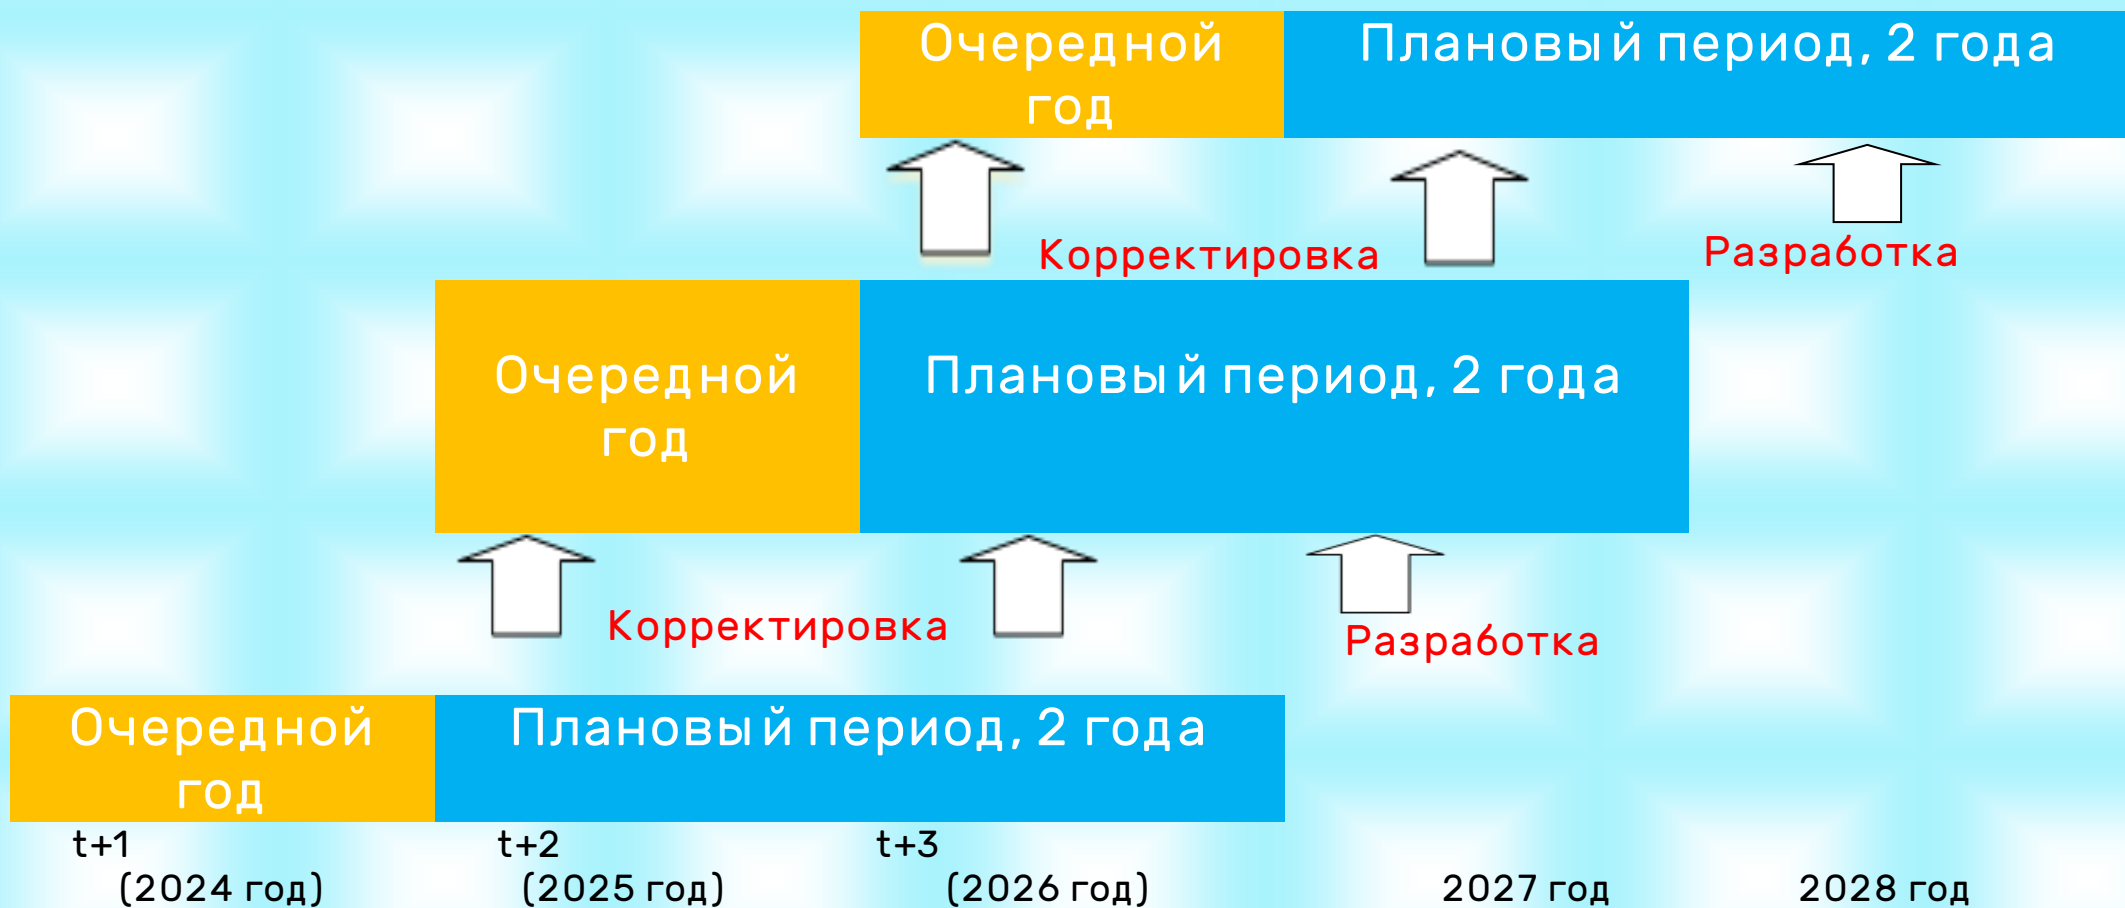 Очередной
год
Плановый период, 2 года
Корректировка
Разработка
Очередной
год
Плановый период, 2 года
Корректировка
Разработка
Очередной
год
Плановый период, 2 года
t+1
(2024 год)
t+2
(2025 год)
t+3
(2026 год)
2027 год
2028 год